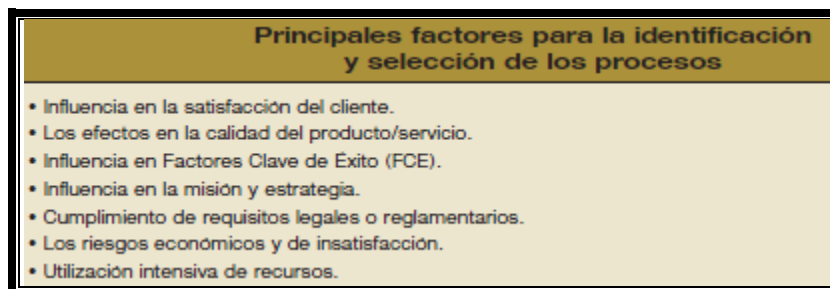 Principales factores para la identificación
y selección de los procesos
• Influencia en la satisfacción del cliente.
• Los efectos en la calidad del producto/servicio.
• Influencia en Factores Clave de Éxito (FCE).
• Influencia en la misión y estrategia.
• Cumplimiento de requisitos legales o reglamentarios.
• Los riesgos económicos y de insatisfacción.
• Utilización intensiva de recursos.